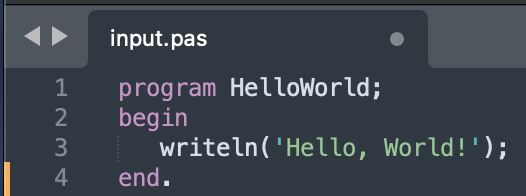 input.pas
1 program HelloWorld;
2 begin
3    writeln('Hello, World!');
4 end.